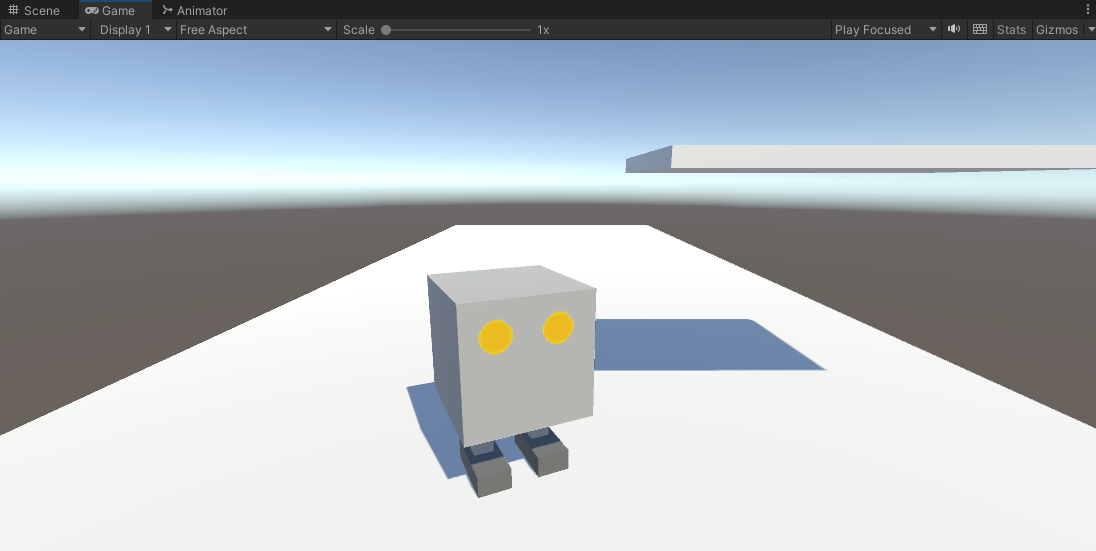 Scene Game Animator
Game Display 1 Free Aspect Scale 1x Play Focused Stats Gizmos